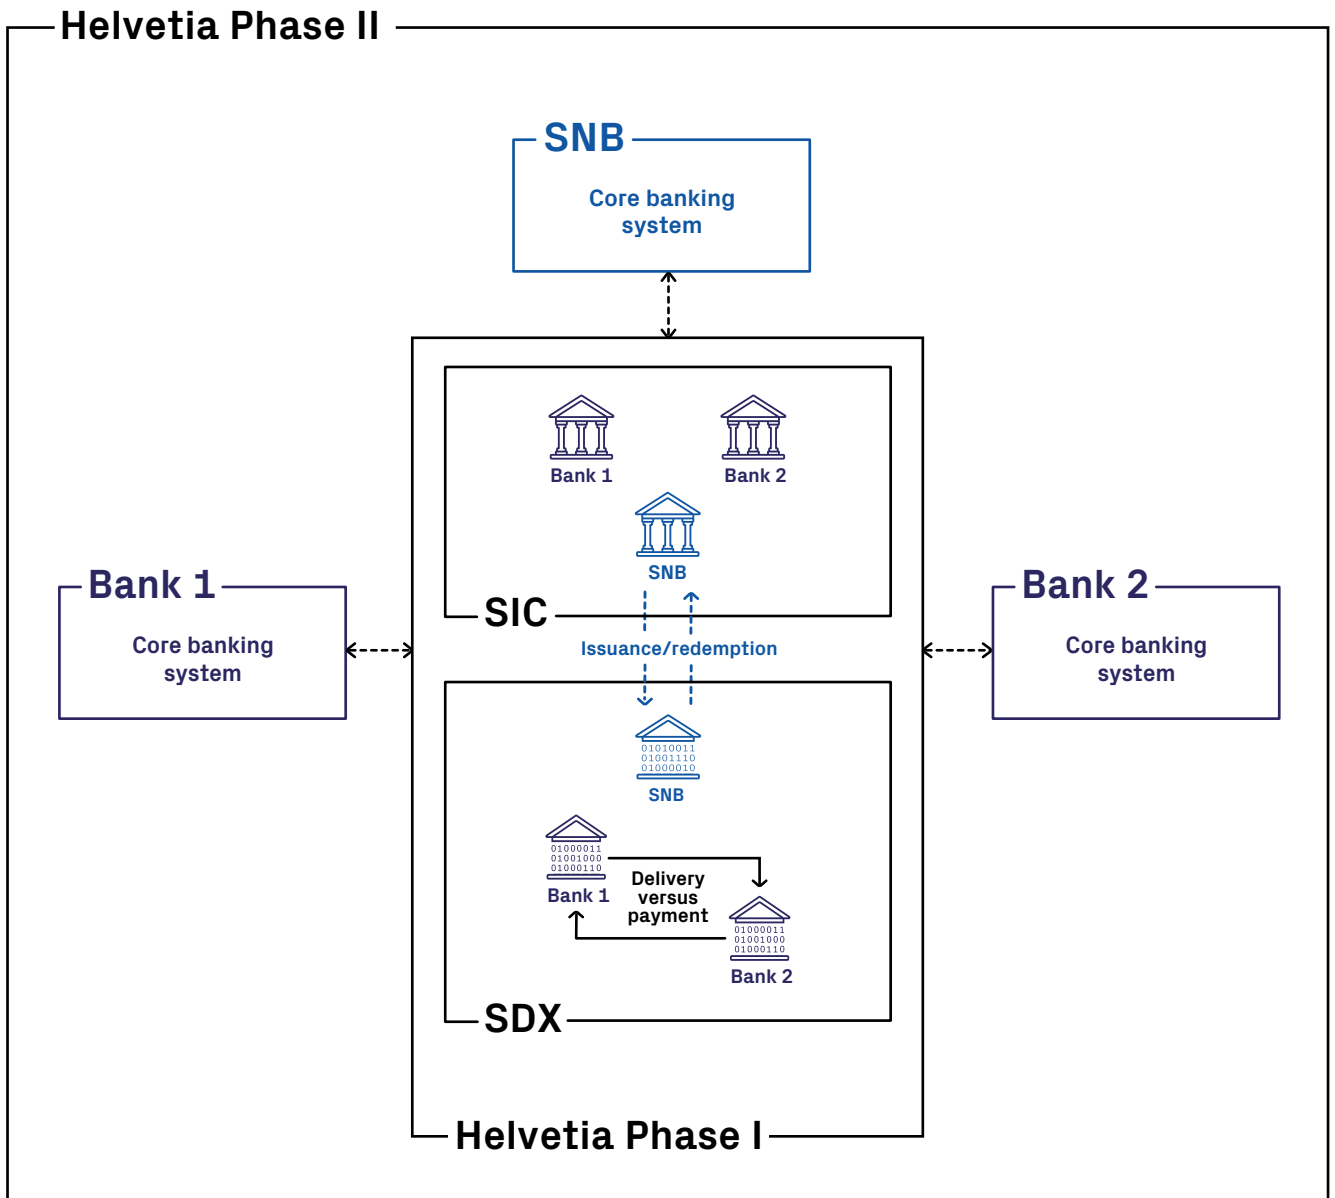 Helvetia Phase II
SNB
Core banking
system
Bank 1
Bank 2
SNB
SIC
Bank 1
Core banking
system
Bank 2
Core banking
system
Issuance/redemption
01010011
01001110
01000010
SNB
01000011
01001000
01000110
Bank 1
Delivery
versus
payment
01000011
01001000
01000110
Bank 2
SDX
Helvetia Phase I